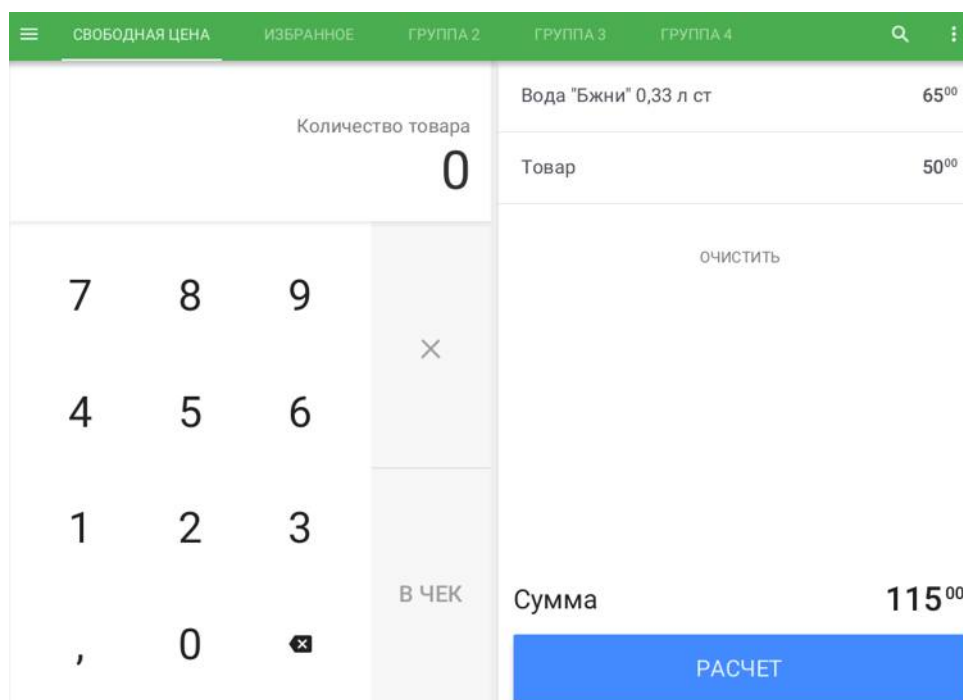 СВОБОДНАЯ ЦЕНА ИЗБРАННОЕ ГРУППА 2 ГРУППА 3 ГРУППА 4
Количество товара
0
7 8 9
×
4 5 6
1 2 3
В ЧЕК
, 0
Вода "Бжни" 0,33 л ст 65⁰⁰
Товар 50⁰⁰
ОЧИСТИТЬ
Сумма 115⁰⁰
РАСЧЕТ